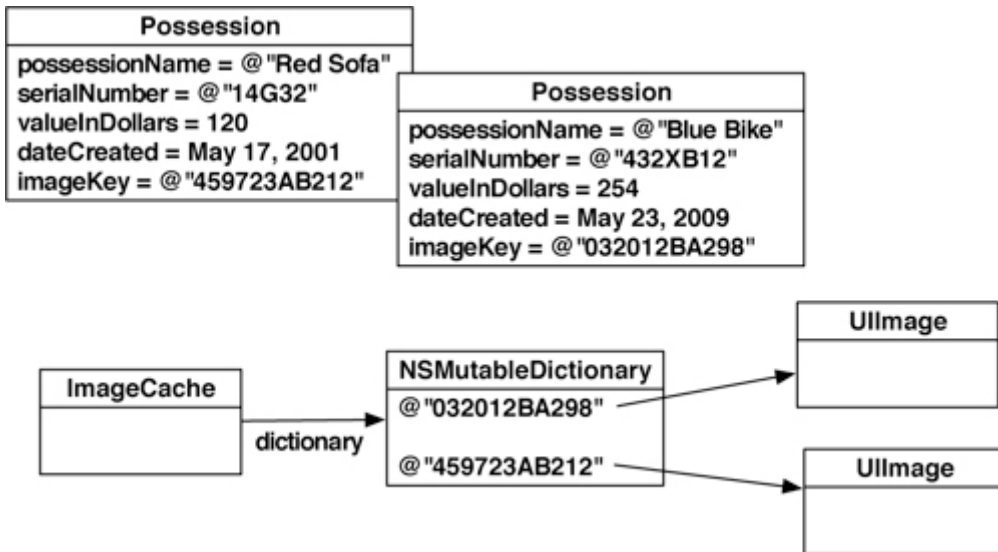 Possession
possessionName = @"Red Sofa"
serialNumber = @"14G32"
valueInDollars = 120
dateCreated = May 17, 2001
imageKey = @"459723AB212"
Possession
possessionName = @"Blue Bike"
serialNumber = @"432XB12"
valueInDollars = 254
dateCreated = May 23, 2009
imageKey = @"032012BA298"
ImageCache
dictionary
NSMutableDictionary
@"032012BA298"
@"459723AB212"
UIImage
UIImage